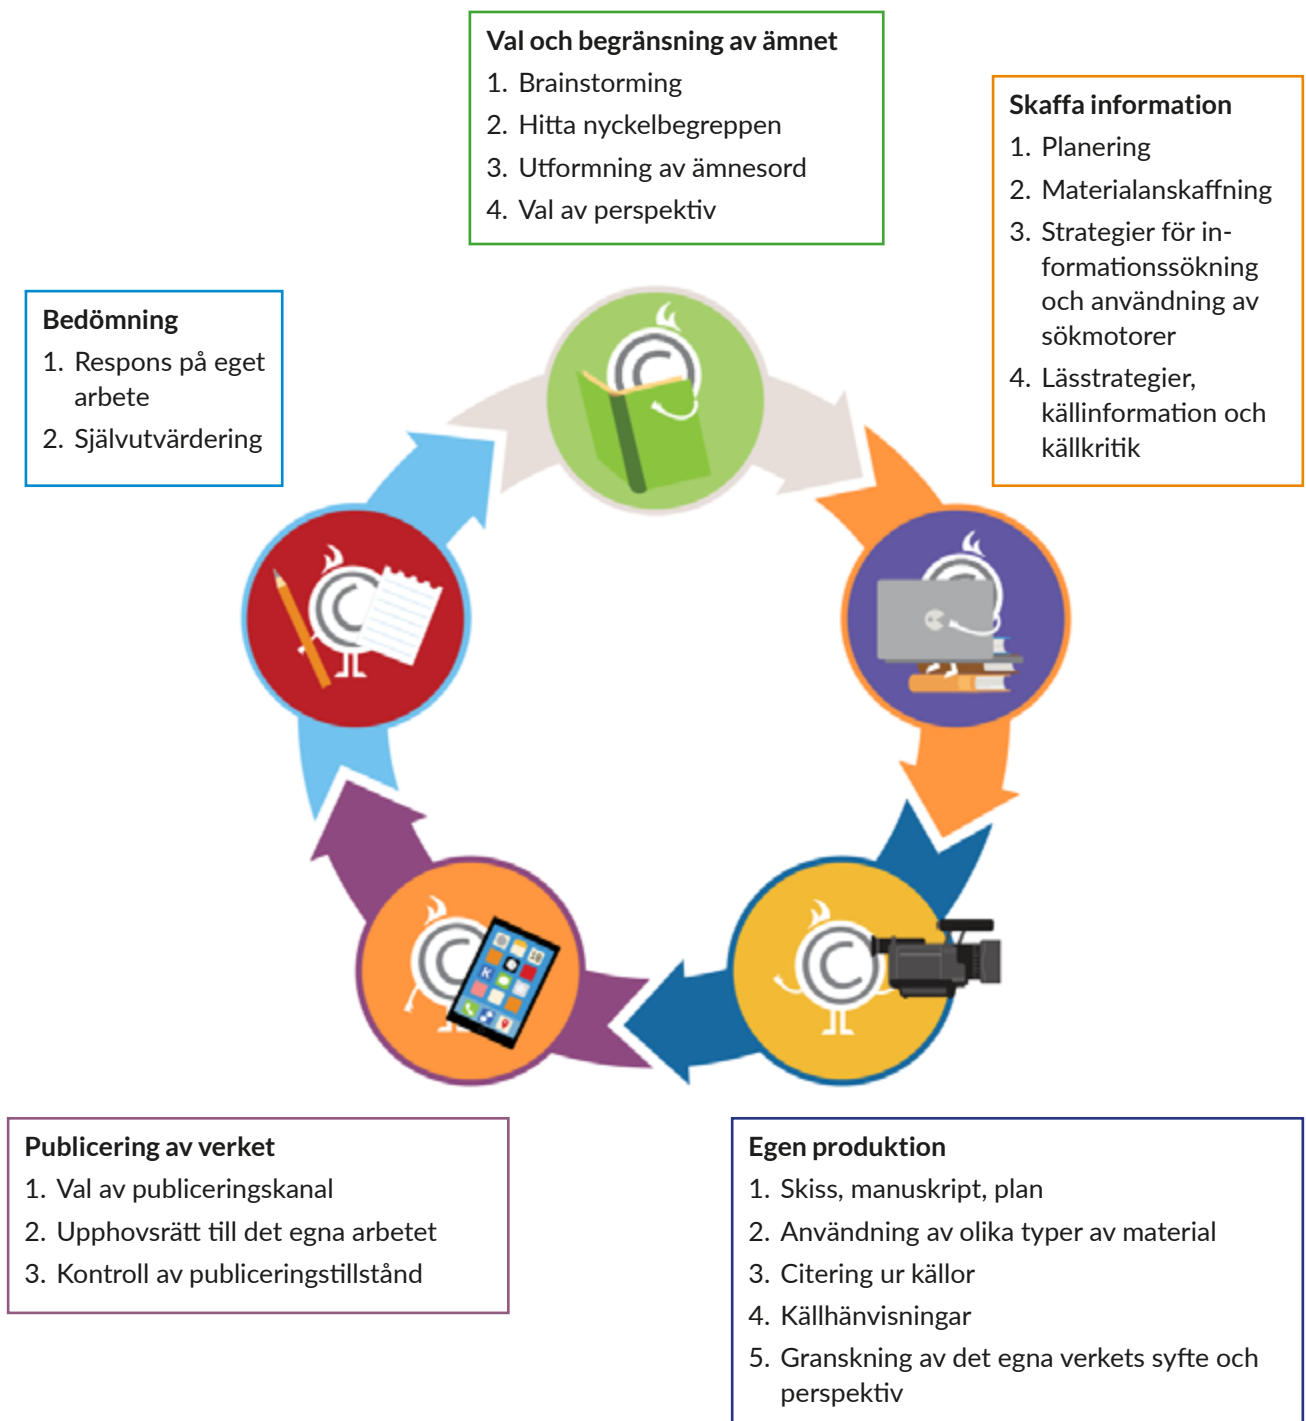 Val och begränsning av ämnet
1. Brainstorming
2. Hitta nyckelbegreppen
3. Utformning av ämnesord
4. Val av perspektiv
Skaffa information
1. Planering
2. Materialanskaffning
3. Strategier för in-
formationssökning
och användning av
sökmotorer
4. Lässtrategier,
källinformation och
källkritik
Egen produktion
1. Skiss, manuskript, plan
2. Användning av olika typer av material
3. Citering ur källor
4. Källhänvisningar
5. Granskning av det egna verkets syfte och
perspektiv
Publicering av verket
1. Val av publiceringskanal
2. Upphovsrätt till det egna arbetet
3. Kontroll av publiceringstillstånd
Bedömning
1. Respons på eget
arbete
2. Självutvärdering